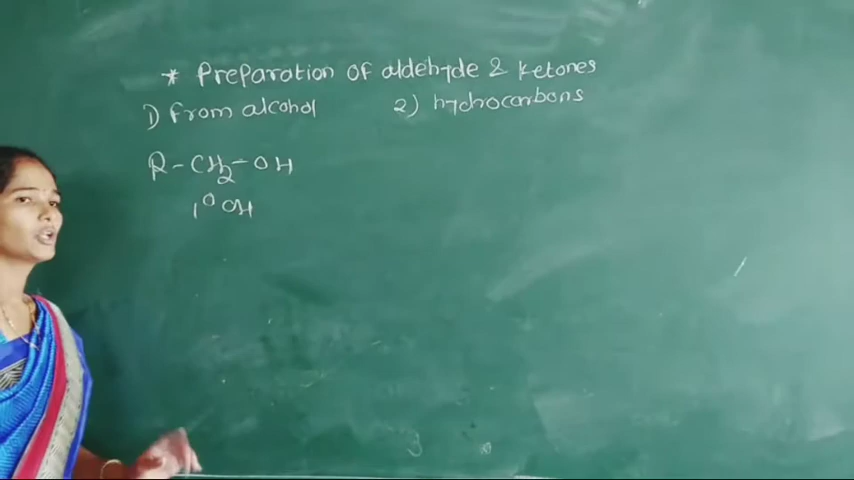 * Preparation of aldehyde & ketones
1) from alcohol 2) hydrocarbons
R - CH₂ - OH
1° OH